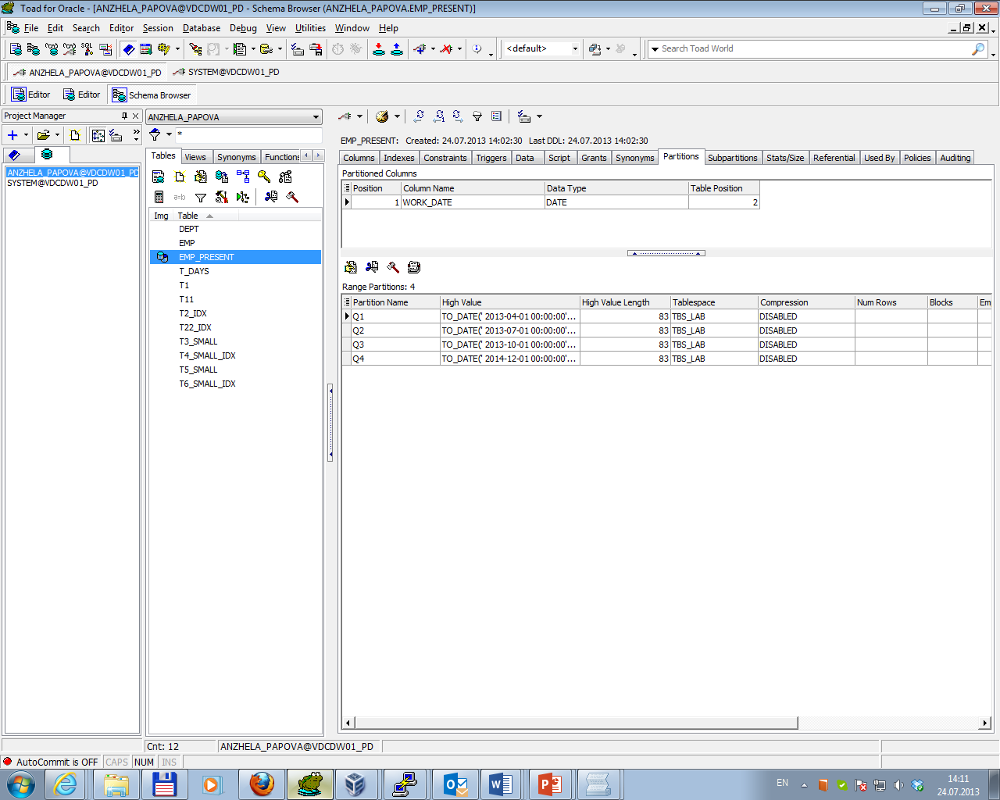 Toad for Oracle - [ANZHELA_PAPOVA@VDCDW01_PD - Schema Browser (ANZHELA_PAPOVA.EMP_PRESENT)]
File Edit Search Editor Session Database Debug View Utilities Window Help
SQL
<default>
Search Toad World
ANZHELA_PAPOVA@VDCDW01_PD SYSTEM@VDCDW01_PD
Editor Editor Schema Browser
Project Manager
ANZHELA_PAPOVA@VDCDW01_PD
SYSTEM@VDCDW01_PD
ANZHELA_PAPOVA
*
Tables Views Synonyms Functions
a=b
Img Table
DEPT
EMP
EMP_PRESENT
T_DAYS
T1
T11
T2_IDX
T22_IDX
T3_SMALL
T4_SMALL_IDX
T5_SMALL
T6_SMALL_IDX
EMP_PRESENT: Created: 24.07.2013 14:02:30 Last DDL: 24.07.2013 14:02:30
Columns Indexes Constraints Triggers Data Script Grants Synonyms Partitions Subpartitions Stats/Size Referential Used By Policies Auditing
Partitioned Columns
Position Column Name Data Type Table Position
1 WORK_DATE DATE 2
Range Partitions: 4
Partition Name High Value High Value Length Tablespace Compression Num Rows Blocks Em
Q1 TO_DATE(' 2013-04-01 00:00:00'... 83 TBS_LAB DISABLED
Q2 TO_DATE(' 2013-07-01 00:00:00'... 83 TBS_LAB DISABLED
Q3 TO_DATE(' 2013-10-01 00:00:00'... 83 TBS_LAB DISABLED
Q4 TO_DATE(' 2014-12-01 00:00:00'... 83 TBS_LAB DISABLED
Cnt: 12 ANZHELA_PAPOVA@VDCDW01_PD
AutoCommit is OFF CAPS NUM INS
EN 14:11
24.07.2013